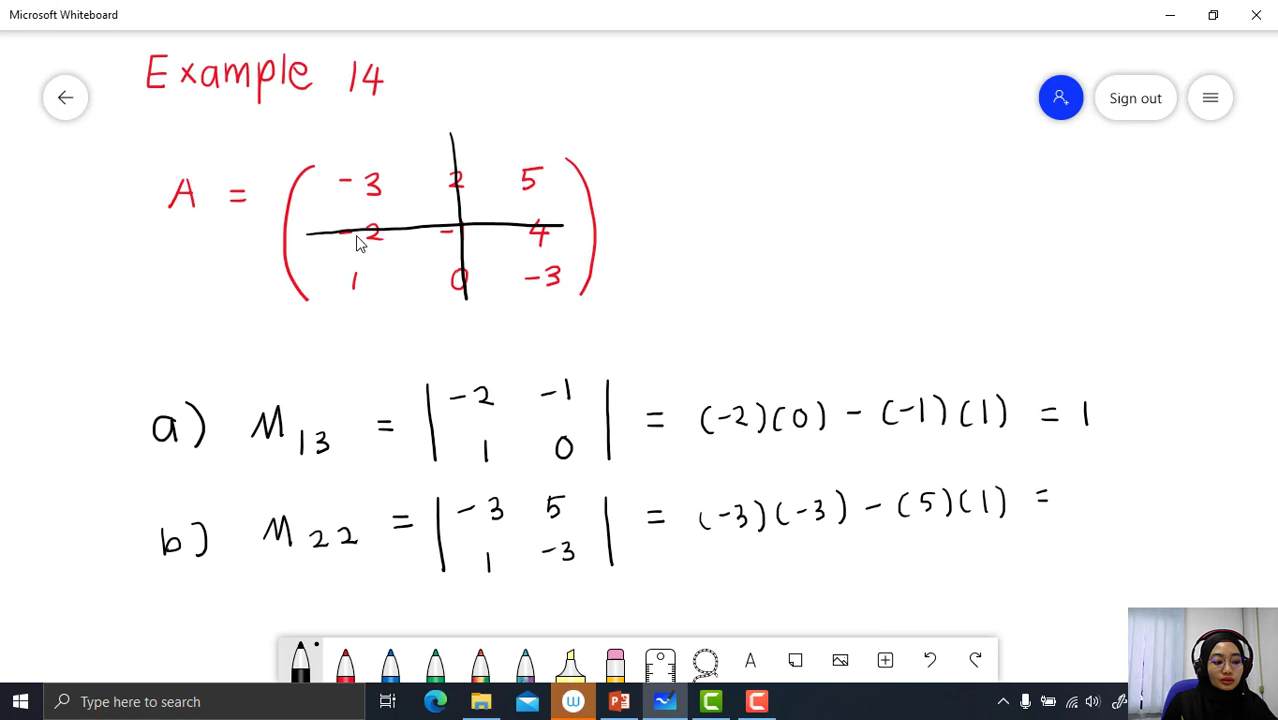 Microsoft Whiteboard
Example 14
Sign out
A = ( -3 2 5
-2 -1 4
1 0 -3 )
a) M13 = | -2 -1 | = (-2)(0) - (-1)(1) = 1
1 0
b) M22 = | -3 5 | = (-3)(-3) - (5)(1) =
1 -3
A
Type here to search
W